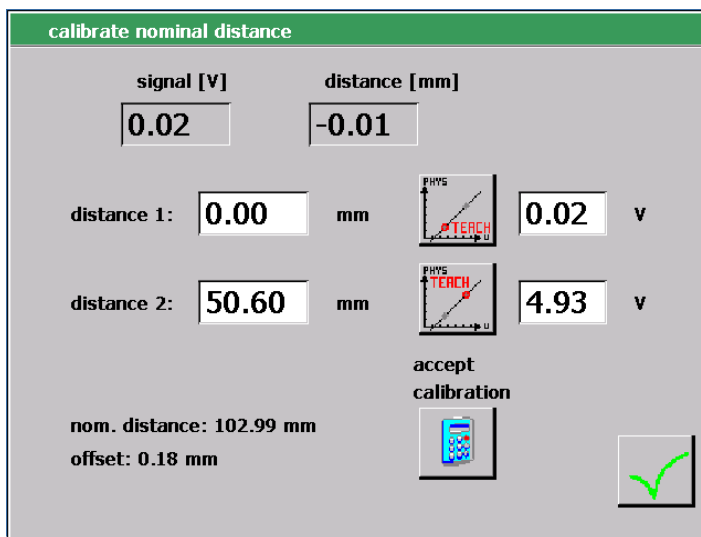 calibrate nominal distance
signal [V] distance [mm]
0.02 -0.01
PHYS
distance 1: 0.00 mm TEACH 0.02 V
U
PHYS
TEACH
distance 2: 50.60 mm 4.93 V
U
accept
calibration
nom. distance: 102.99 mm
offset: 0.18 mm